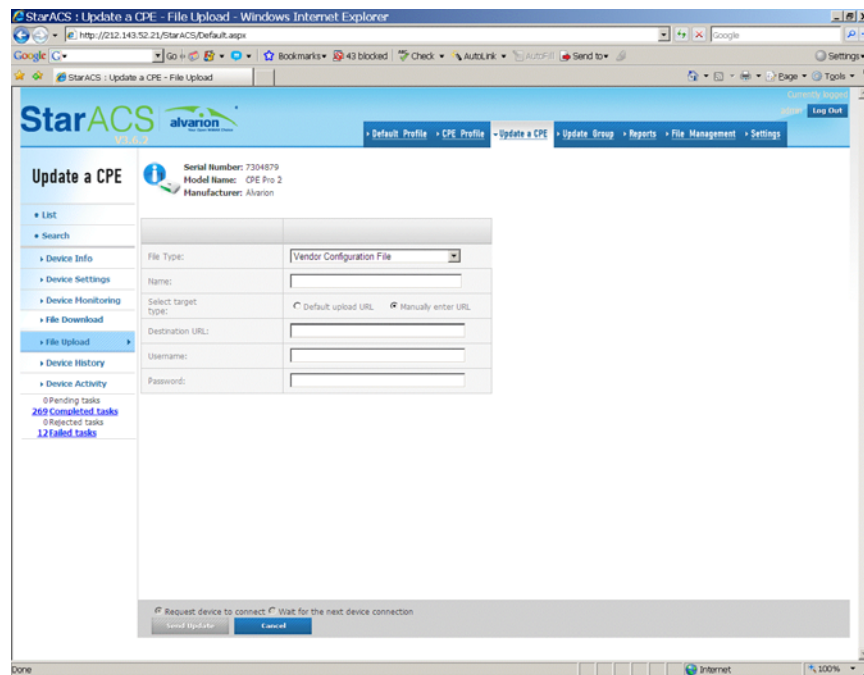 StarACS : Update a CPE - File Upload - Windows Internet Explorer
http://212.143.52.21/StarACS/Default.aspx
Google
Google G
Go
Bookmarks
43 blocked
Check
AutoLink
AutoFill
Send to
Settings
StarACS : Update a CPE - File Upload
Page
Tools
Currently logged
Log Out
StarACS
V3.6.2
alvarion
Default Profile
CPE Profile
Update a CPE
Update Group
Reports
File Management
Settings
Update a CPE
Serial Number: 7304879
Model Name: CPE Pro 2
Manufacturer: Alvarion
List
Search
Device Info
Device Settings
Device Monitoring
File Download
File Upload
Device History
Device Activity
0 Pending tasks
269 Completed tasks
0 Rejected tasks
12 Failed tasks
File Type:
Vendor Configuration File
Name:
Select target type:
Default upload URL
Manually enter URL
Destination URL:
Username:
Password:
Request device to connect
Wait for the next device connection
Send Update
Cancel
Done
Internet
100%